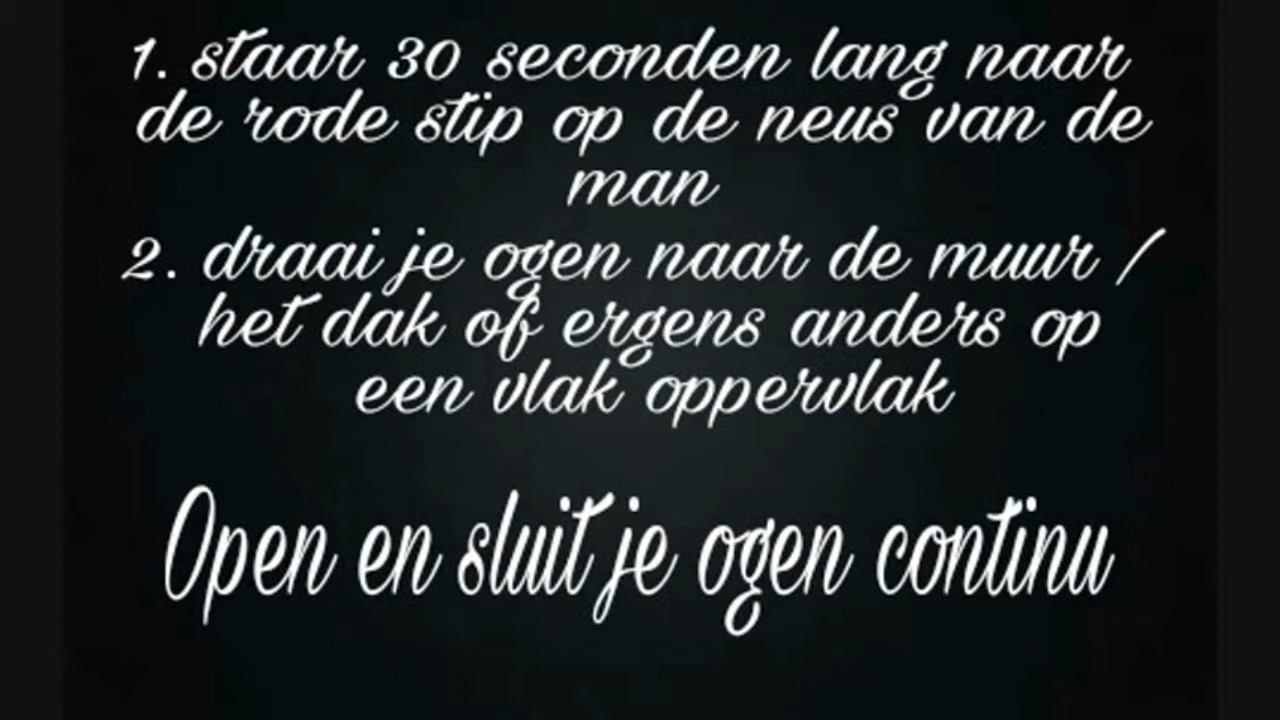 1. staar 30 seconden lang naar
de rode stip op de neus van de
man
2. draai je ogen naar de muur /
het dak of ergens anders op
een vlak oppervlak
Open en sluit je ogen continu